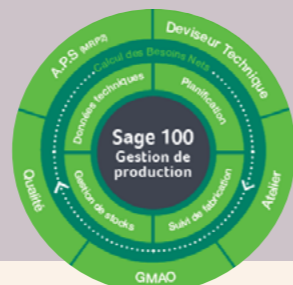 A.P.S (MRP2)
Deviseur Technique
Calcul des Besoins Nets
Données techniques
Planification
Sage 100
Gestion de
production
Gestion de stocks
Suivi de fabrication
Qualité
Atelier
GMAO